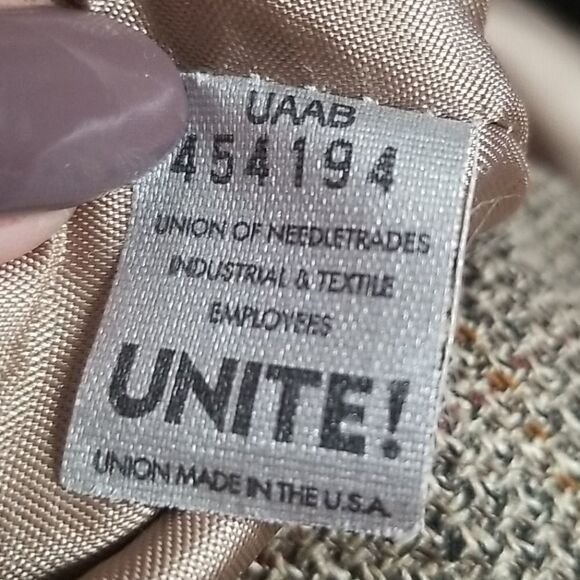 UAAB
454194
UNION OF NEEDLETRADES
INDUSTRIAL & TEXTILE
EMPLOYEES
UNITE!
UNION MADE IN THE U.S.A.